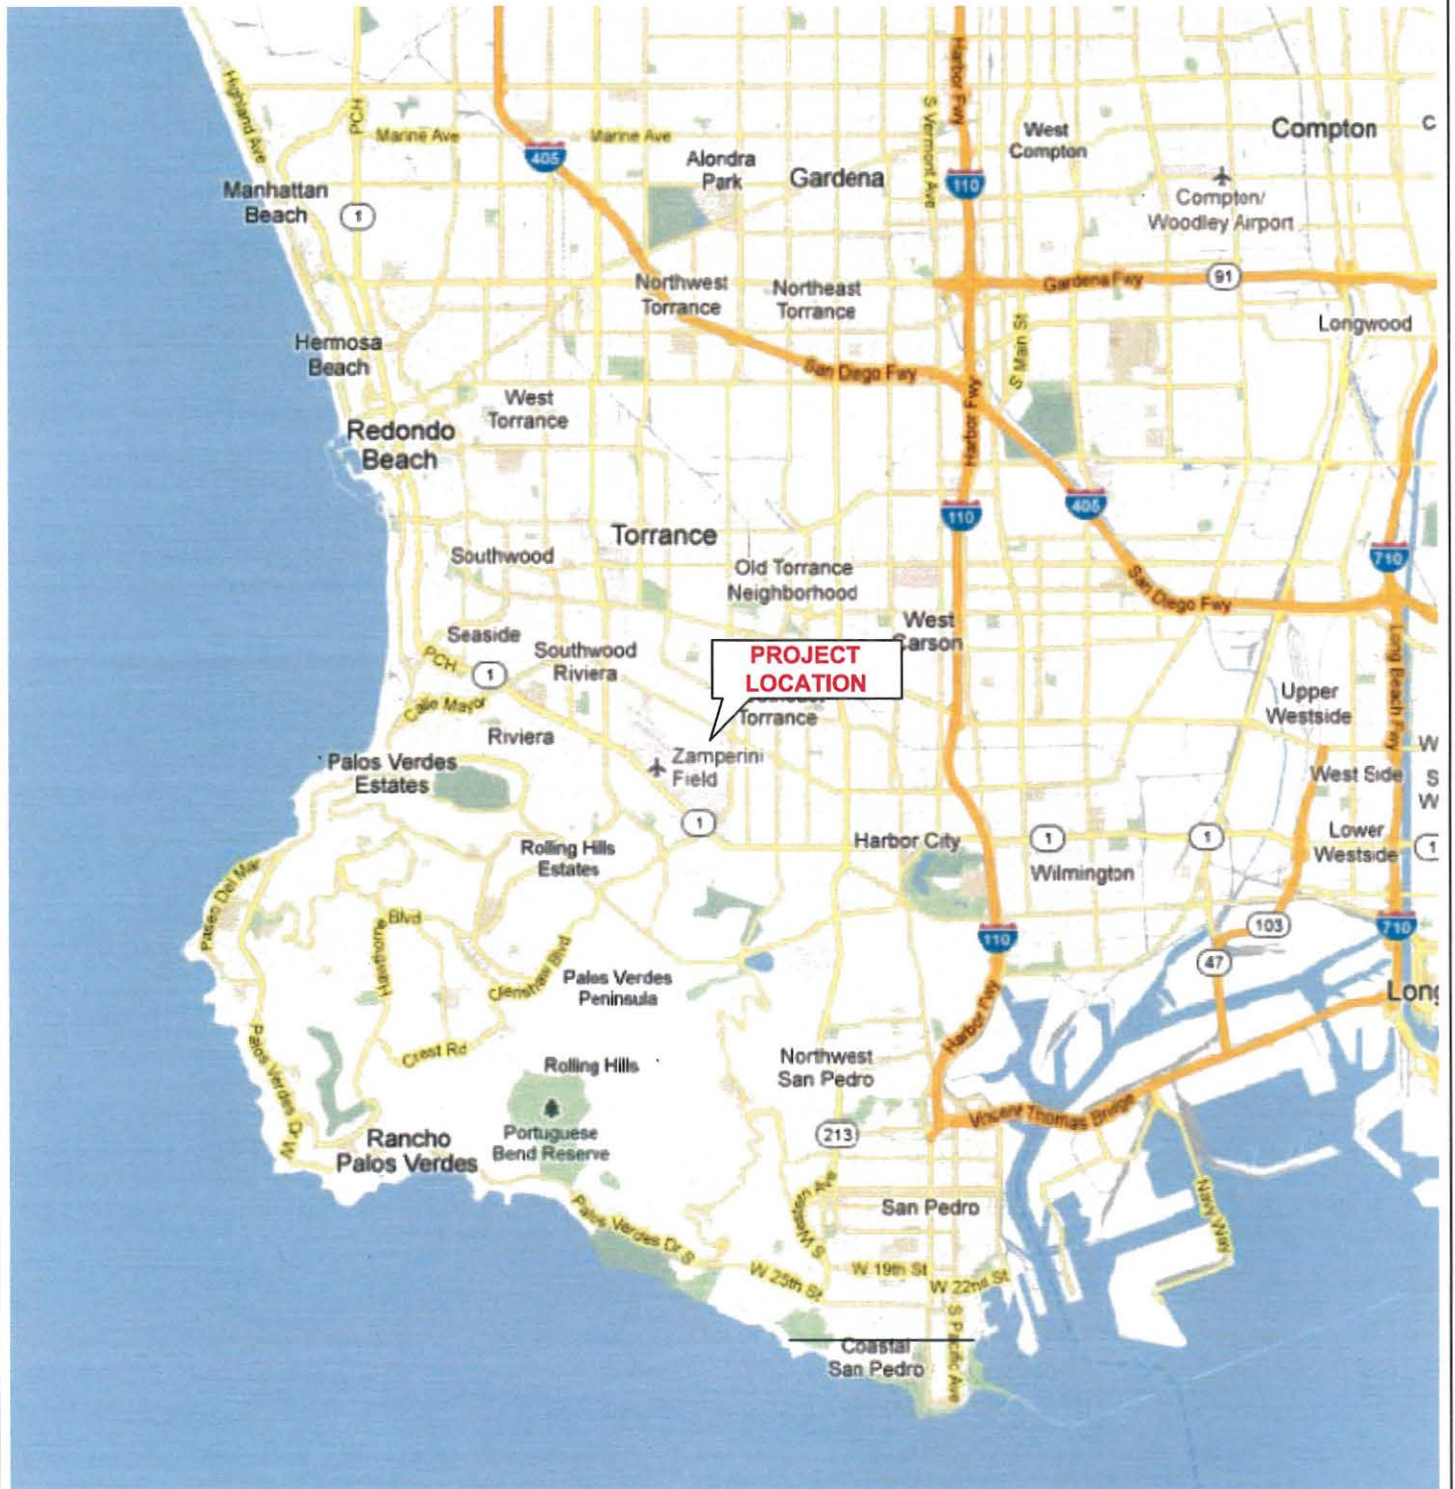 Highland Ave
PCH
Marine Ave
Marine Ave
405
Harbor Fwy
S Vermont Ave
110
West
Compton
Compton
C
Alondra
Park
Gardena
Manhattan
Beach
1
Compton/
Woodley Airport
Northwest
Torrance
Northeast
Torrance
Gardena Fwy
91
Longwood
S Main St
Hermosa
Beach
San Diego Fwy
Harbor Fwy
West
Torrance
Redondo
Beach
110
405
Torrance
Southwood
Old Torrance
Neighborhood
710
San Diego Fwy
West
Carson
Seaside
PCH
1
Southwood
Riviera
PROJECT
LOCATION
Torrance
Long Beach Fwy
Upper
Westside
Calle Mayor
Riviera
Zamperini
Field
W
Palos Verdes
Estates
West Side
S
W
1
Harbor City
1
1
Lower
Westside
1
Rolling Hills
Estates
Wilmington
Paseo Del Mar
Blvd
Hawthorne
110
103
710
47
Crenshaw Blvd
Palos Verdes
Peninsula
Long
Harbor Fwy
Palos Verdes Dr W
Crest Rd
Rolling Hills
Northwest
San Pedro
Vincent Thomas Bridge
213
Portuguese
Bend Reserve
Rancho
Palos Verdes
S Western Ave
San Pedro
Navy Way
Palos Verdes Dr S
W 25th St
W 19th St
W 22nd St
S Pacific Ave
Coastal
San Pedro